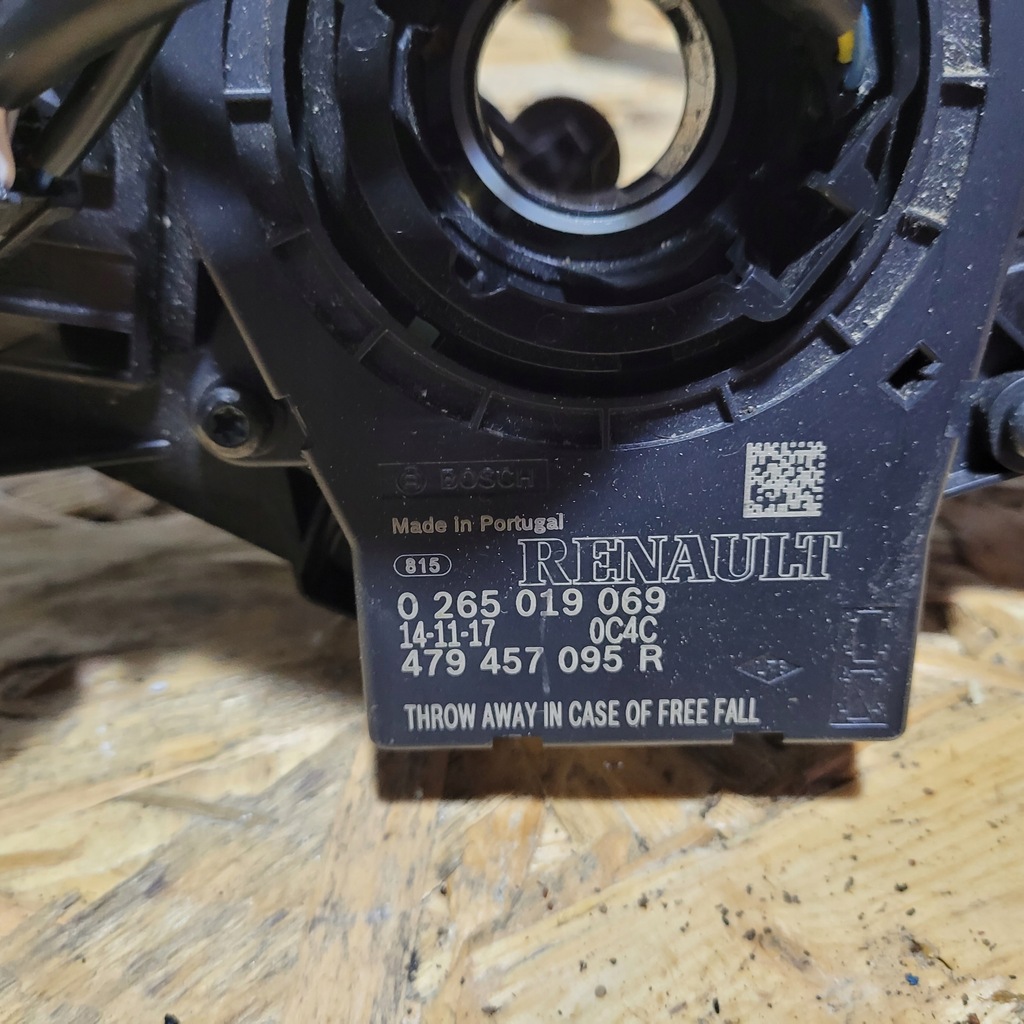 BOSCH
Made in Portugal
815
RENAULT
0 265 019 069
14-11-17 0C4C
479 457 095 R
THROW AWAY IN CASE OF FREE FALL